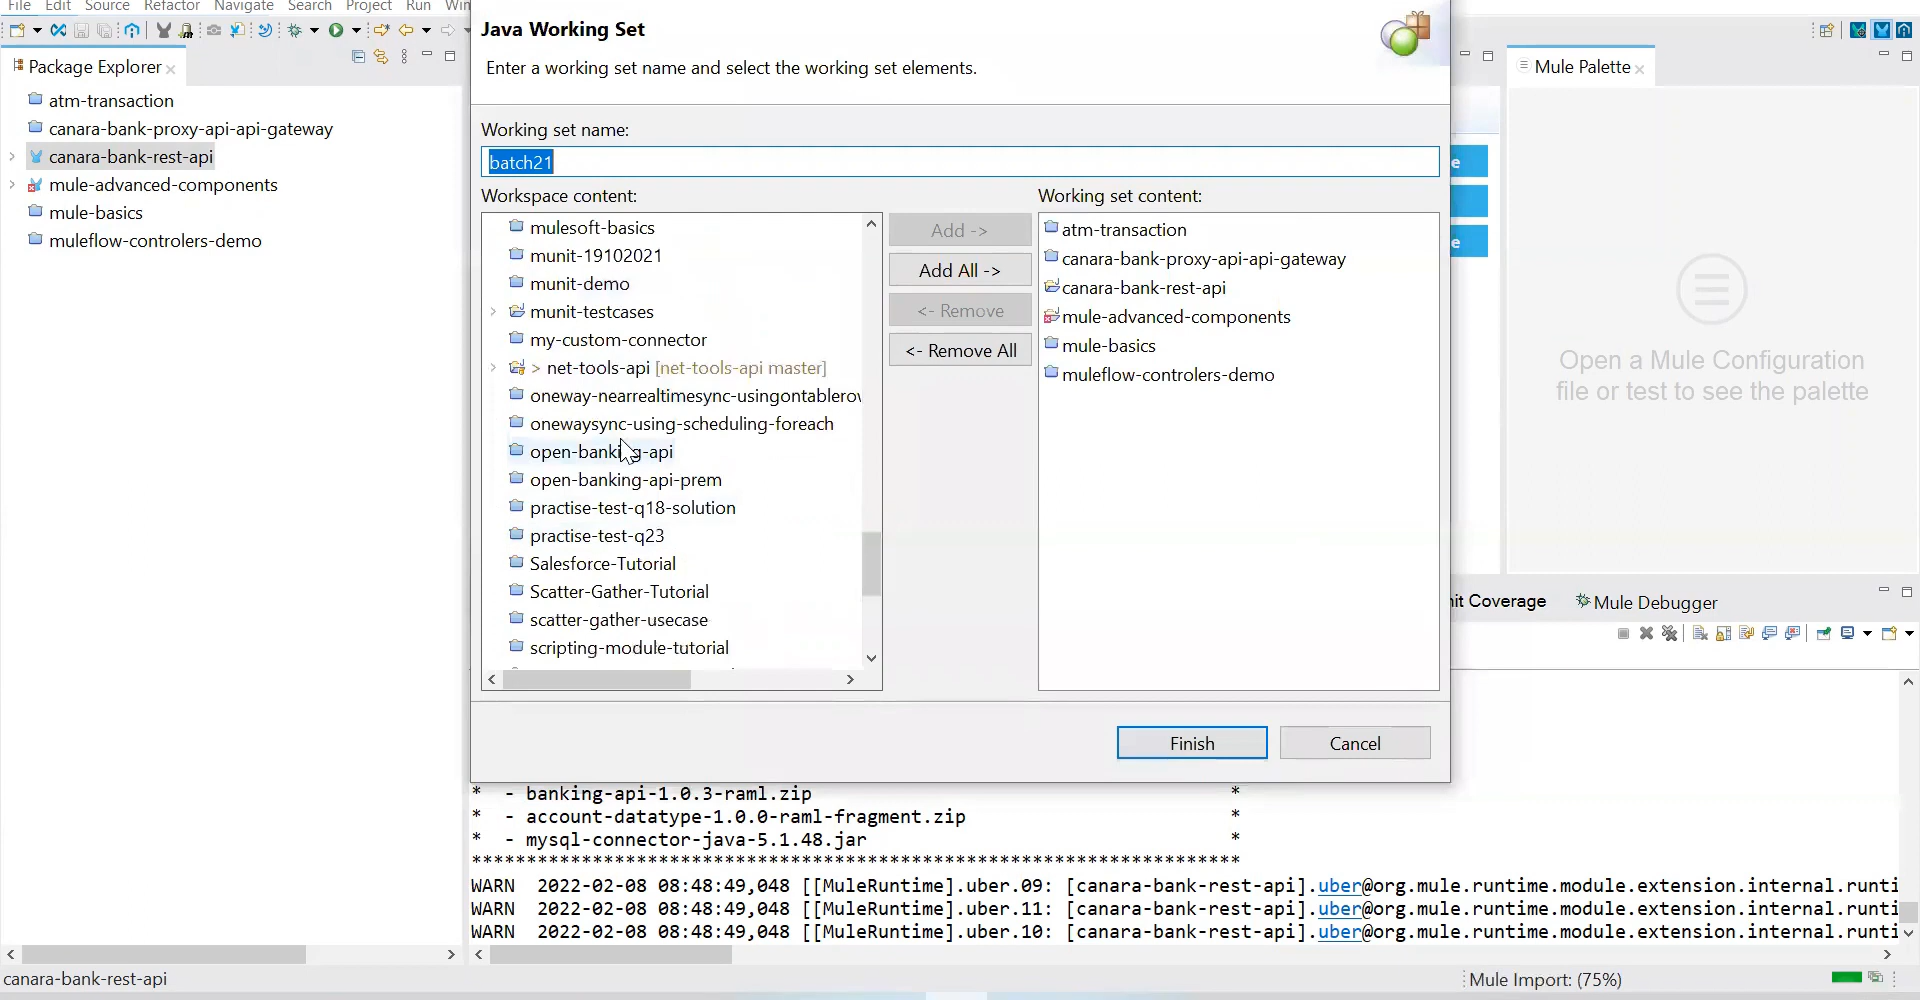 File Edit Source Refactor Navigate Search Project Run Win
Package Explorer
atm-transaction
canara-bank-proxy-api-api-gateway
canara-bank-rest-api
mule-advanced-components
mule-basics
muleflow-controlers-demo
Java Working Set
Enter a working set name and select the working set elements.
Working set name:
batch21
Workspace content:
mulesoft-basics
munit-19102021
munit-demo
munit-testcases
my-custom-connector
> net-tools-api [net-tools-api master]
oneway-nearrealtimesync-usingontablerov
onewaysync-using-scheduling-foreach
open-banking-api
open-banking-api-prem
practise-test-q18-solution
practise-test-q23
Salesforce-Tutorial
Scatter-Gather-Tutorial
scatter-gather-usecase
scripting-module-tutorial
Add ->
Add All ->
<- Remove
<- Remove All
Working set content:
atm-transaction
canara-bank-proxy-api-api-gateway
canara-bank-rest-api
mule-advanced-components
mule-basics
muleflow-controlers-demo
Finish
Cancel
Mule Palette
e
e
Open a Mule Configuration
file or test to see the palette
nit Coverage
Mule Debugger
* - banking-api-1.0.3-raml.zip *
* - account-datatype-1.0.0-raml-fragment.zip *
* - mysql-connector-java-5.1.48.jar *
**********************************************************************
WARN 2022-02-08 08:48:49,048 [[MuleRuntime].uber.09: [canara-bank-rest-api].uber@org.mule.runtime.module.extension.internal.runti
WARN 2022-02-08 08:48:49,048 [[MuleRuntime].uber.11: [canara-bank-rest-api].uber@org.mule.runtime.module.extension.internal.runti
WARN 2022-02-08 08:48:49,048 [[MuleRuntime].uber.10: [canara-bank-rest-api].uber@org.mule.runtime.module.extension.internal.runti
canara-bank-rest-api
Mule Import: (75%)